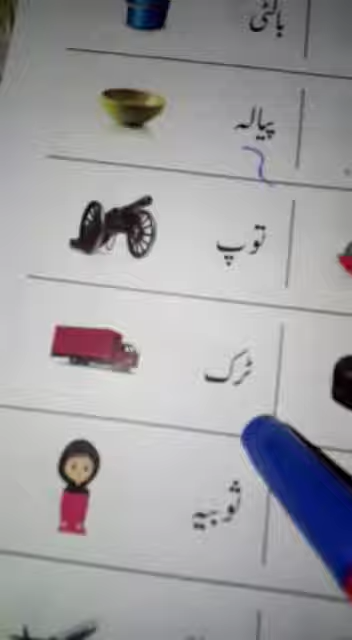 بالٹی
پیالہ
توپ
ٹرک
ثوبیہ